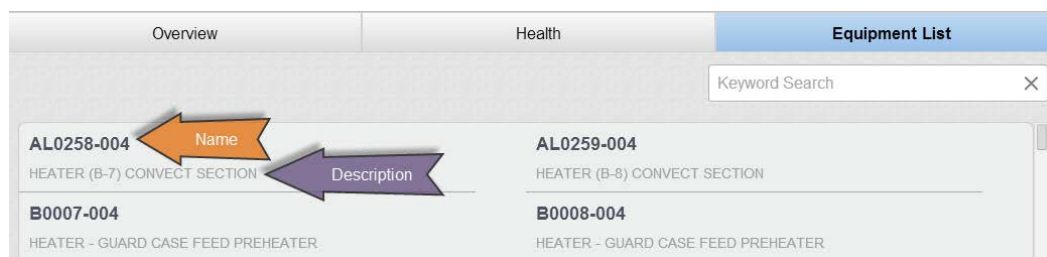 Overview Health Equipment List
Keyword Search
AL0258-004 Name AL0259-004
HEATER (B-7) CONVECT SECTION Description HEATER (B-8) CONVECT SECTION
B0007-004 B0008-004
HEATER - GUARD CASE FEED PREHEATER HEATER - GUARD CASE FEED PREHEATER